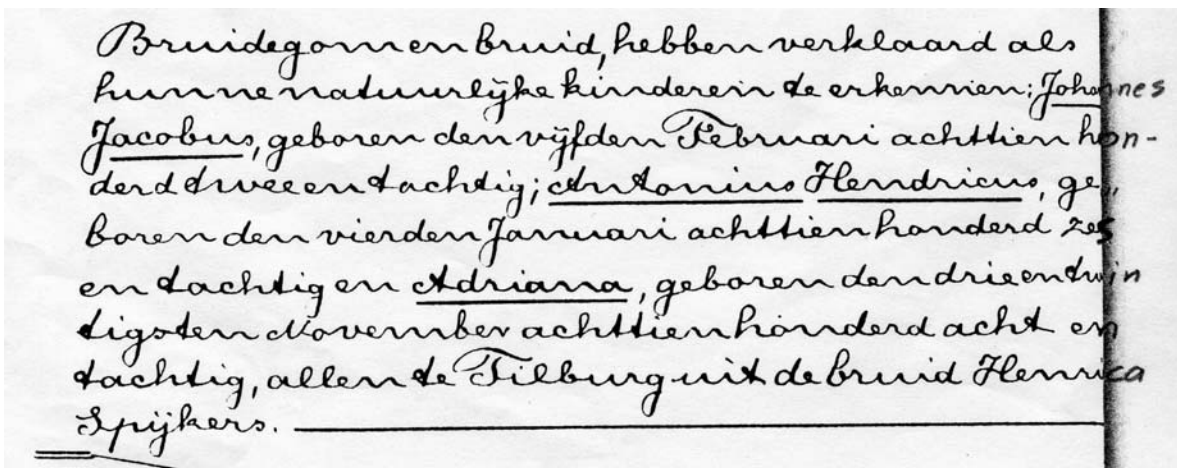 Bruidegom en bruid, hebben verklaard als
hunne natuurlijke kinderen te erkennen: Johannes
Jacobus, geboren den vijfden Februari achttien hon-
derd twee en tachtig; Antonius Hendricus, ge„
boren den vierden Januari achttien honderd zes
en tachtig en Adriana, geboren den drie en twin
tigsten November achttien honderd acht en
tachtig, allen te Tilburg uit de bruid Henrica
Spijkers.